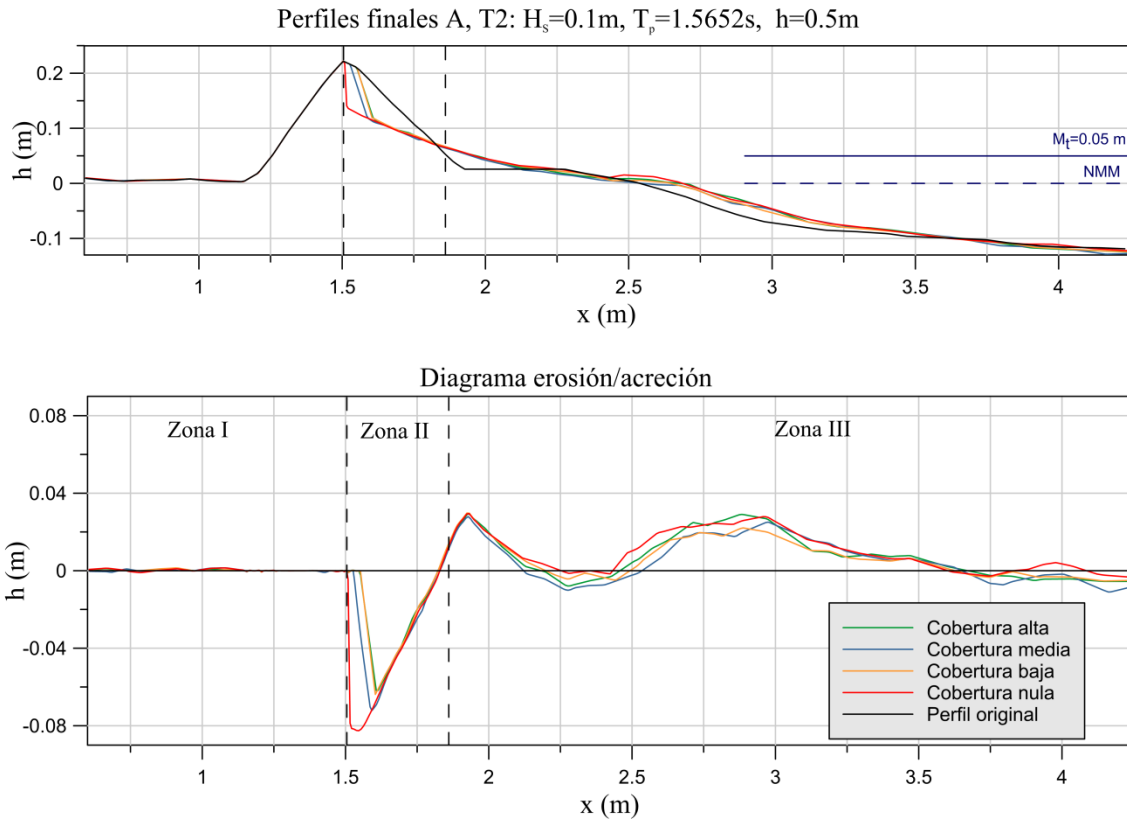 Perfiles finales A, T2: Hs=0.1m, Tp=1.5652s, h=0.5m
0.2
0.1
0
-0.1
h (m)
Mt=0.05 m
NMM
1 1.5 2 2.5 3 3.5 4
x (m)
Diagrama erosión/acreción
0.08
0.04
0
-0.04
-0.08
h (m)
Zona I Zona II Zona III
Cobertura alta
Cobertura media
Cobertura baja
Cobertura nula
Perfil original
1 1.5 2 2.5 3 3.5 4
x (m)